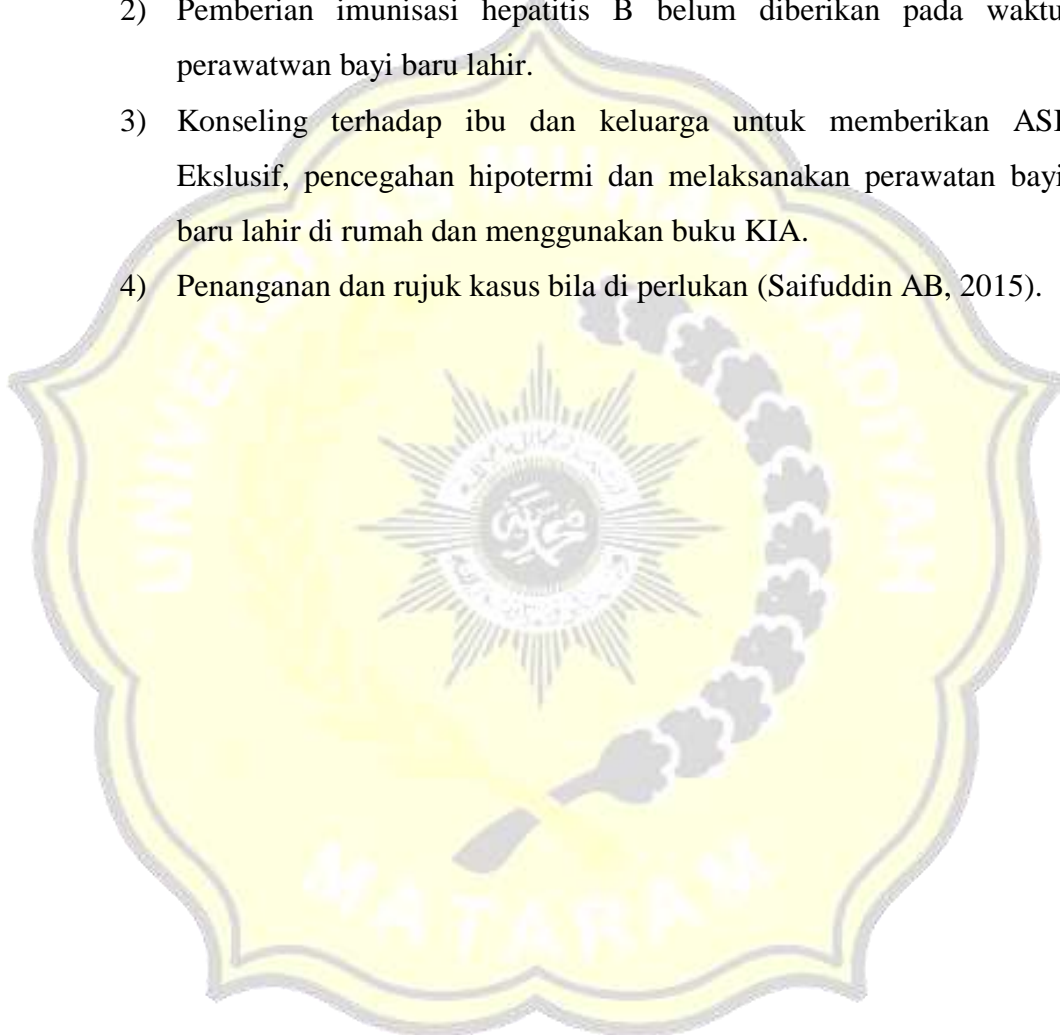 2) Pemberian imunisasi hepatitis B belum diberikan pada waktu
perawatwan bayi baru lahir.
3) Konseling terhadap ibu dan keluarga untuk memberikan ASI
Ekslusif, pencegahan hipotermi dan melaksanakan perawatan bayi
baru lahir di rumah dan menggunakan buku KIA.
4) Penanganan dan rujuk kasus bila di perlukan (Saifuddin AB, 2015).
UNIVERSITAS MUHAMMADIYAH
MATARAM